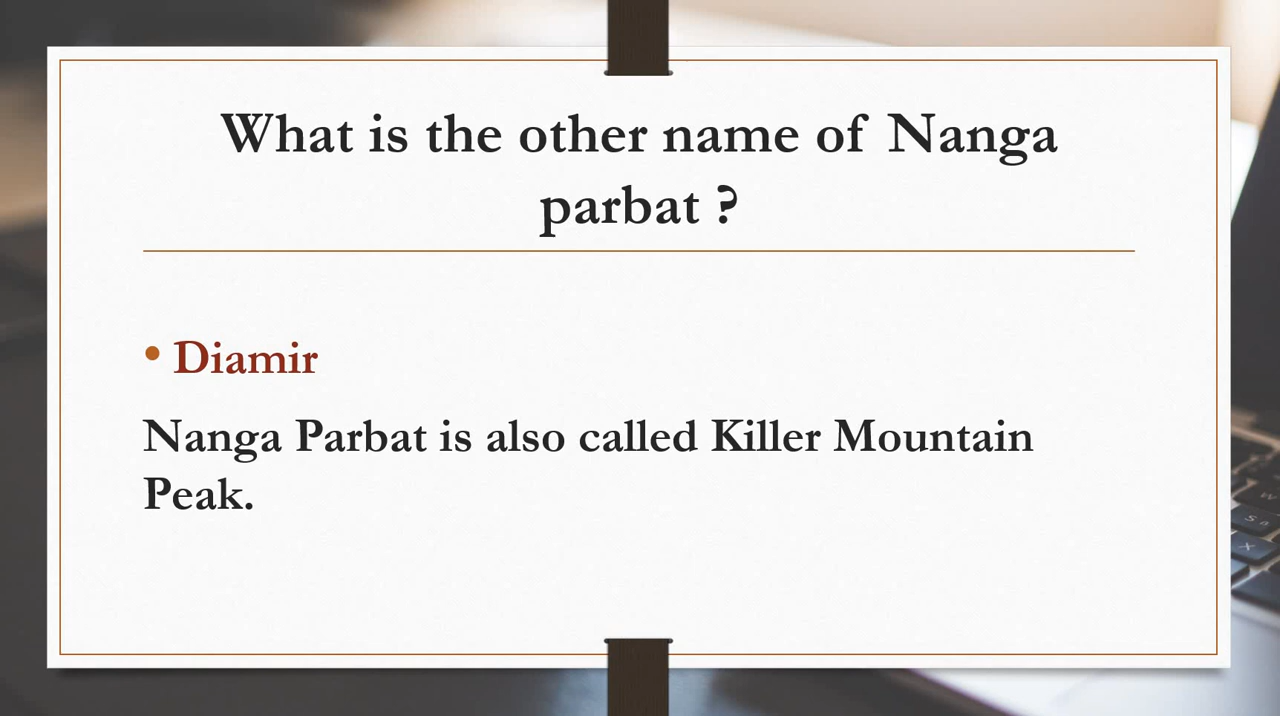 What is the other name of Nanga
parbat ?
• Diamir
Nanga Parbat is also called Killer Mountain
Peak.